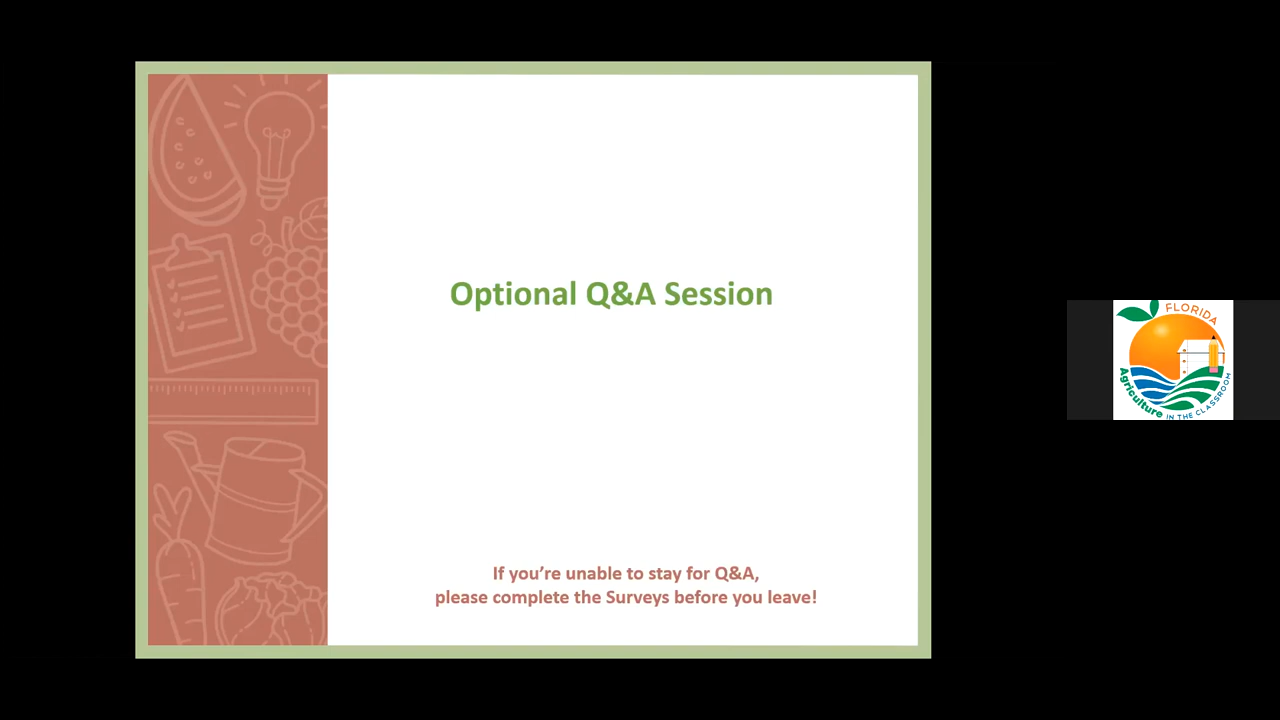 Optional Q&A Session
If you're unable to stay for Q&A,
please complete the Surveys before you leave!
FLORIDA
Agriculture
IN THE CLASSROOM